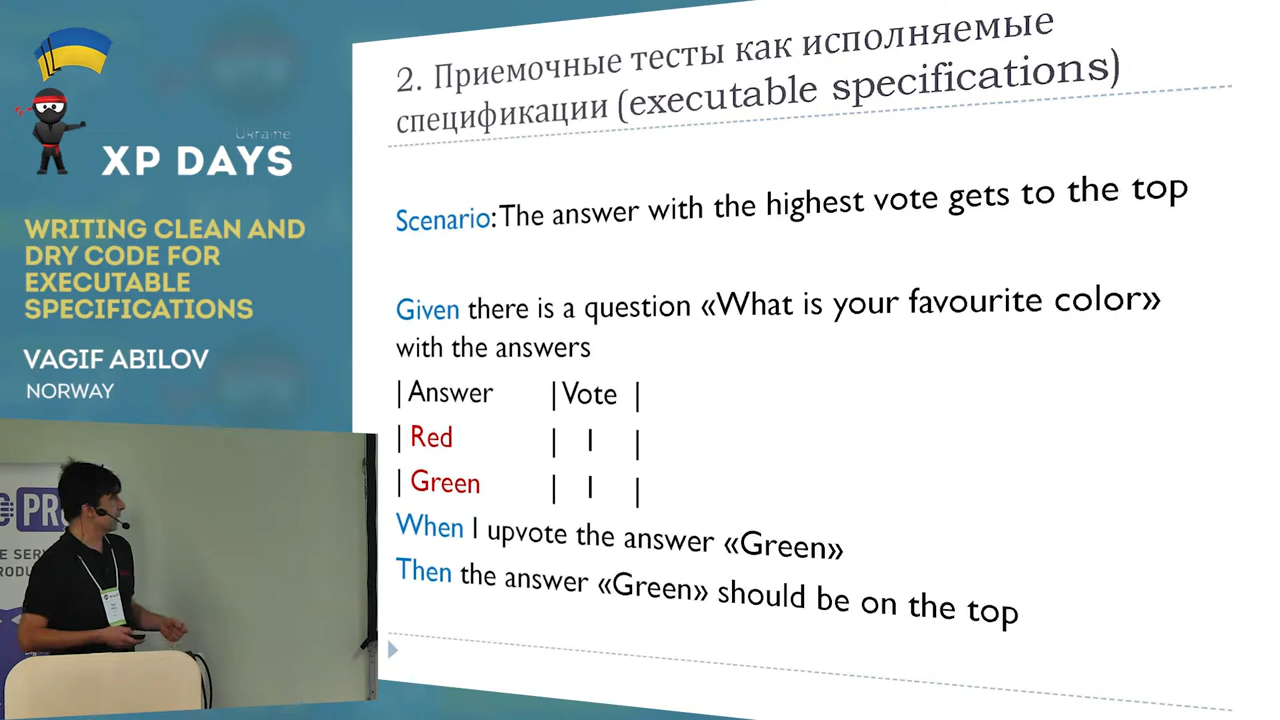 Ukraine
XP DAYS
WRITING CLEAN AND
DRY CODE FOR
EXECUTABLE
SPECIFICATIONS
VAGIF ABILOV
NORWAY
PR
SERV
RODU
2. Приемочные тесты как исполняемые
спецификации (executable specifications)
Scenario: The answer with the highest vote gets to the top
Given there is a question «What is your favourite color»
with the answers
| Answer | Vote |
| Red | 1 |
| Green | 1 |
When I upvote the answer «Green»
Then the answer «Green» should be on the top